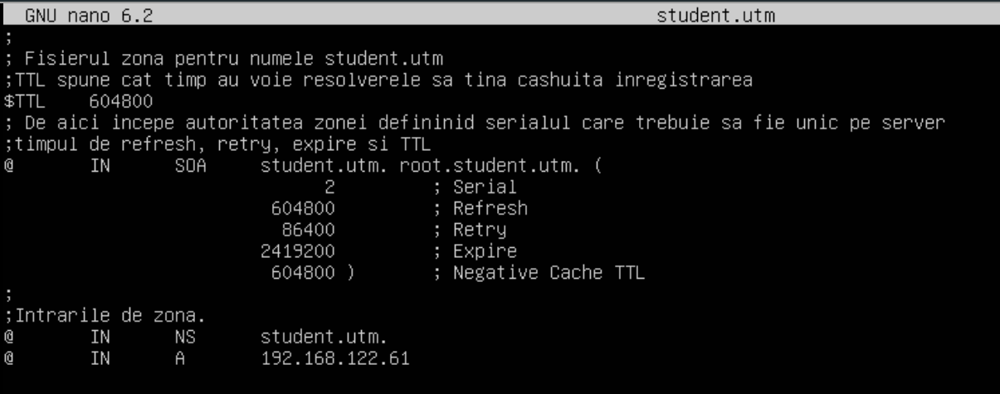 GNU nano 6.2 student.utm
;
; Fisierul zona pentru numele student.utm
;TTL spune cat timp au voie resolverele sa tina cashuita inregistrarea
$TTL 604800
; De aici incepe autoritatea zonei defininid serialul care trebuie sa fie unic pe server
;timpul de refresh, retry, expire si TTL
@ IN SOA student.utm. root.student.utm. (
2 ; Serial
604800 ; Refresh
86400 ; Retry
2419200 ; Expire
604800 ) ; Negative Cache TTL
;
;Intrarile de zona.
@ IN NS student.utm.
@ IN A 192.168.122.61